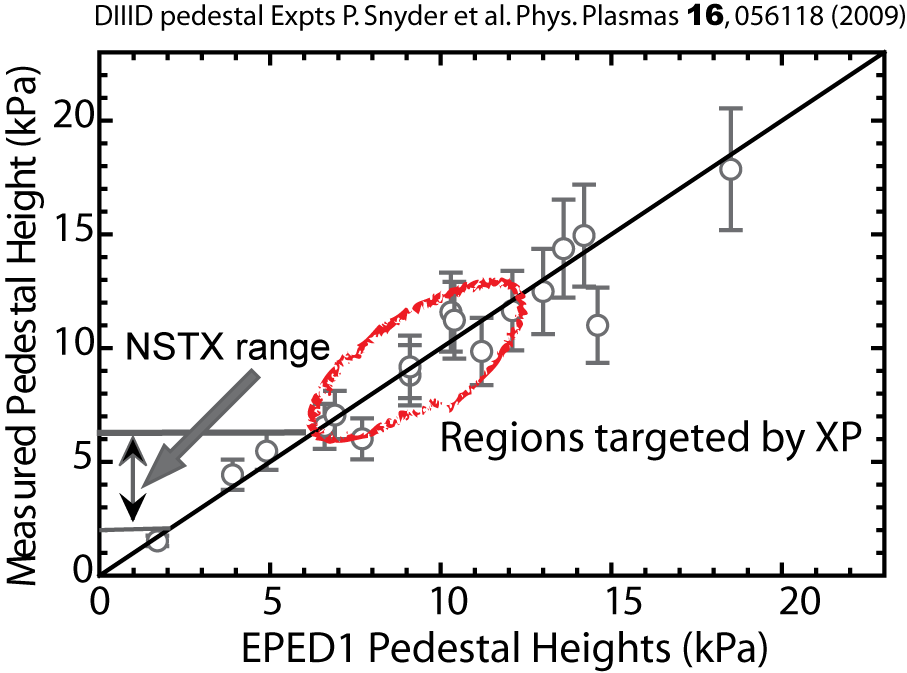 DIIID pedestal Expts P. Snyder et al. Phys. Plasmas 16, 056118 (2009)
Measured Pedestal Height (kPa)
20
15
10
5
0
NSTX range
Regions targeted by XP
0 5 10 15 20
EPED1 Pedestal Heights (kPa)